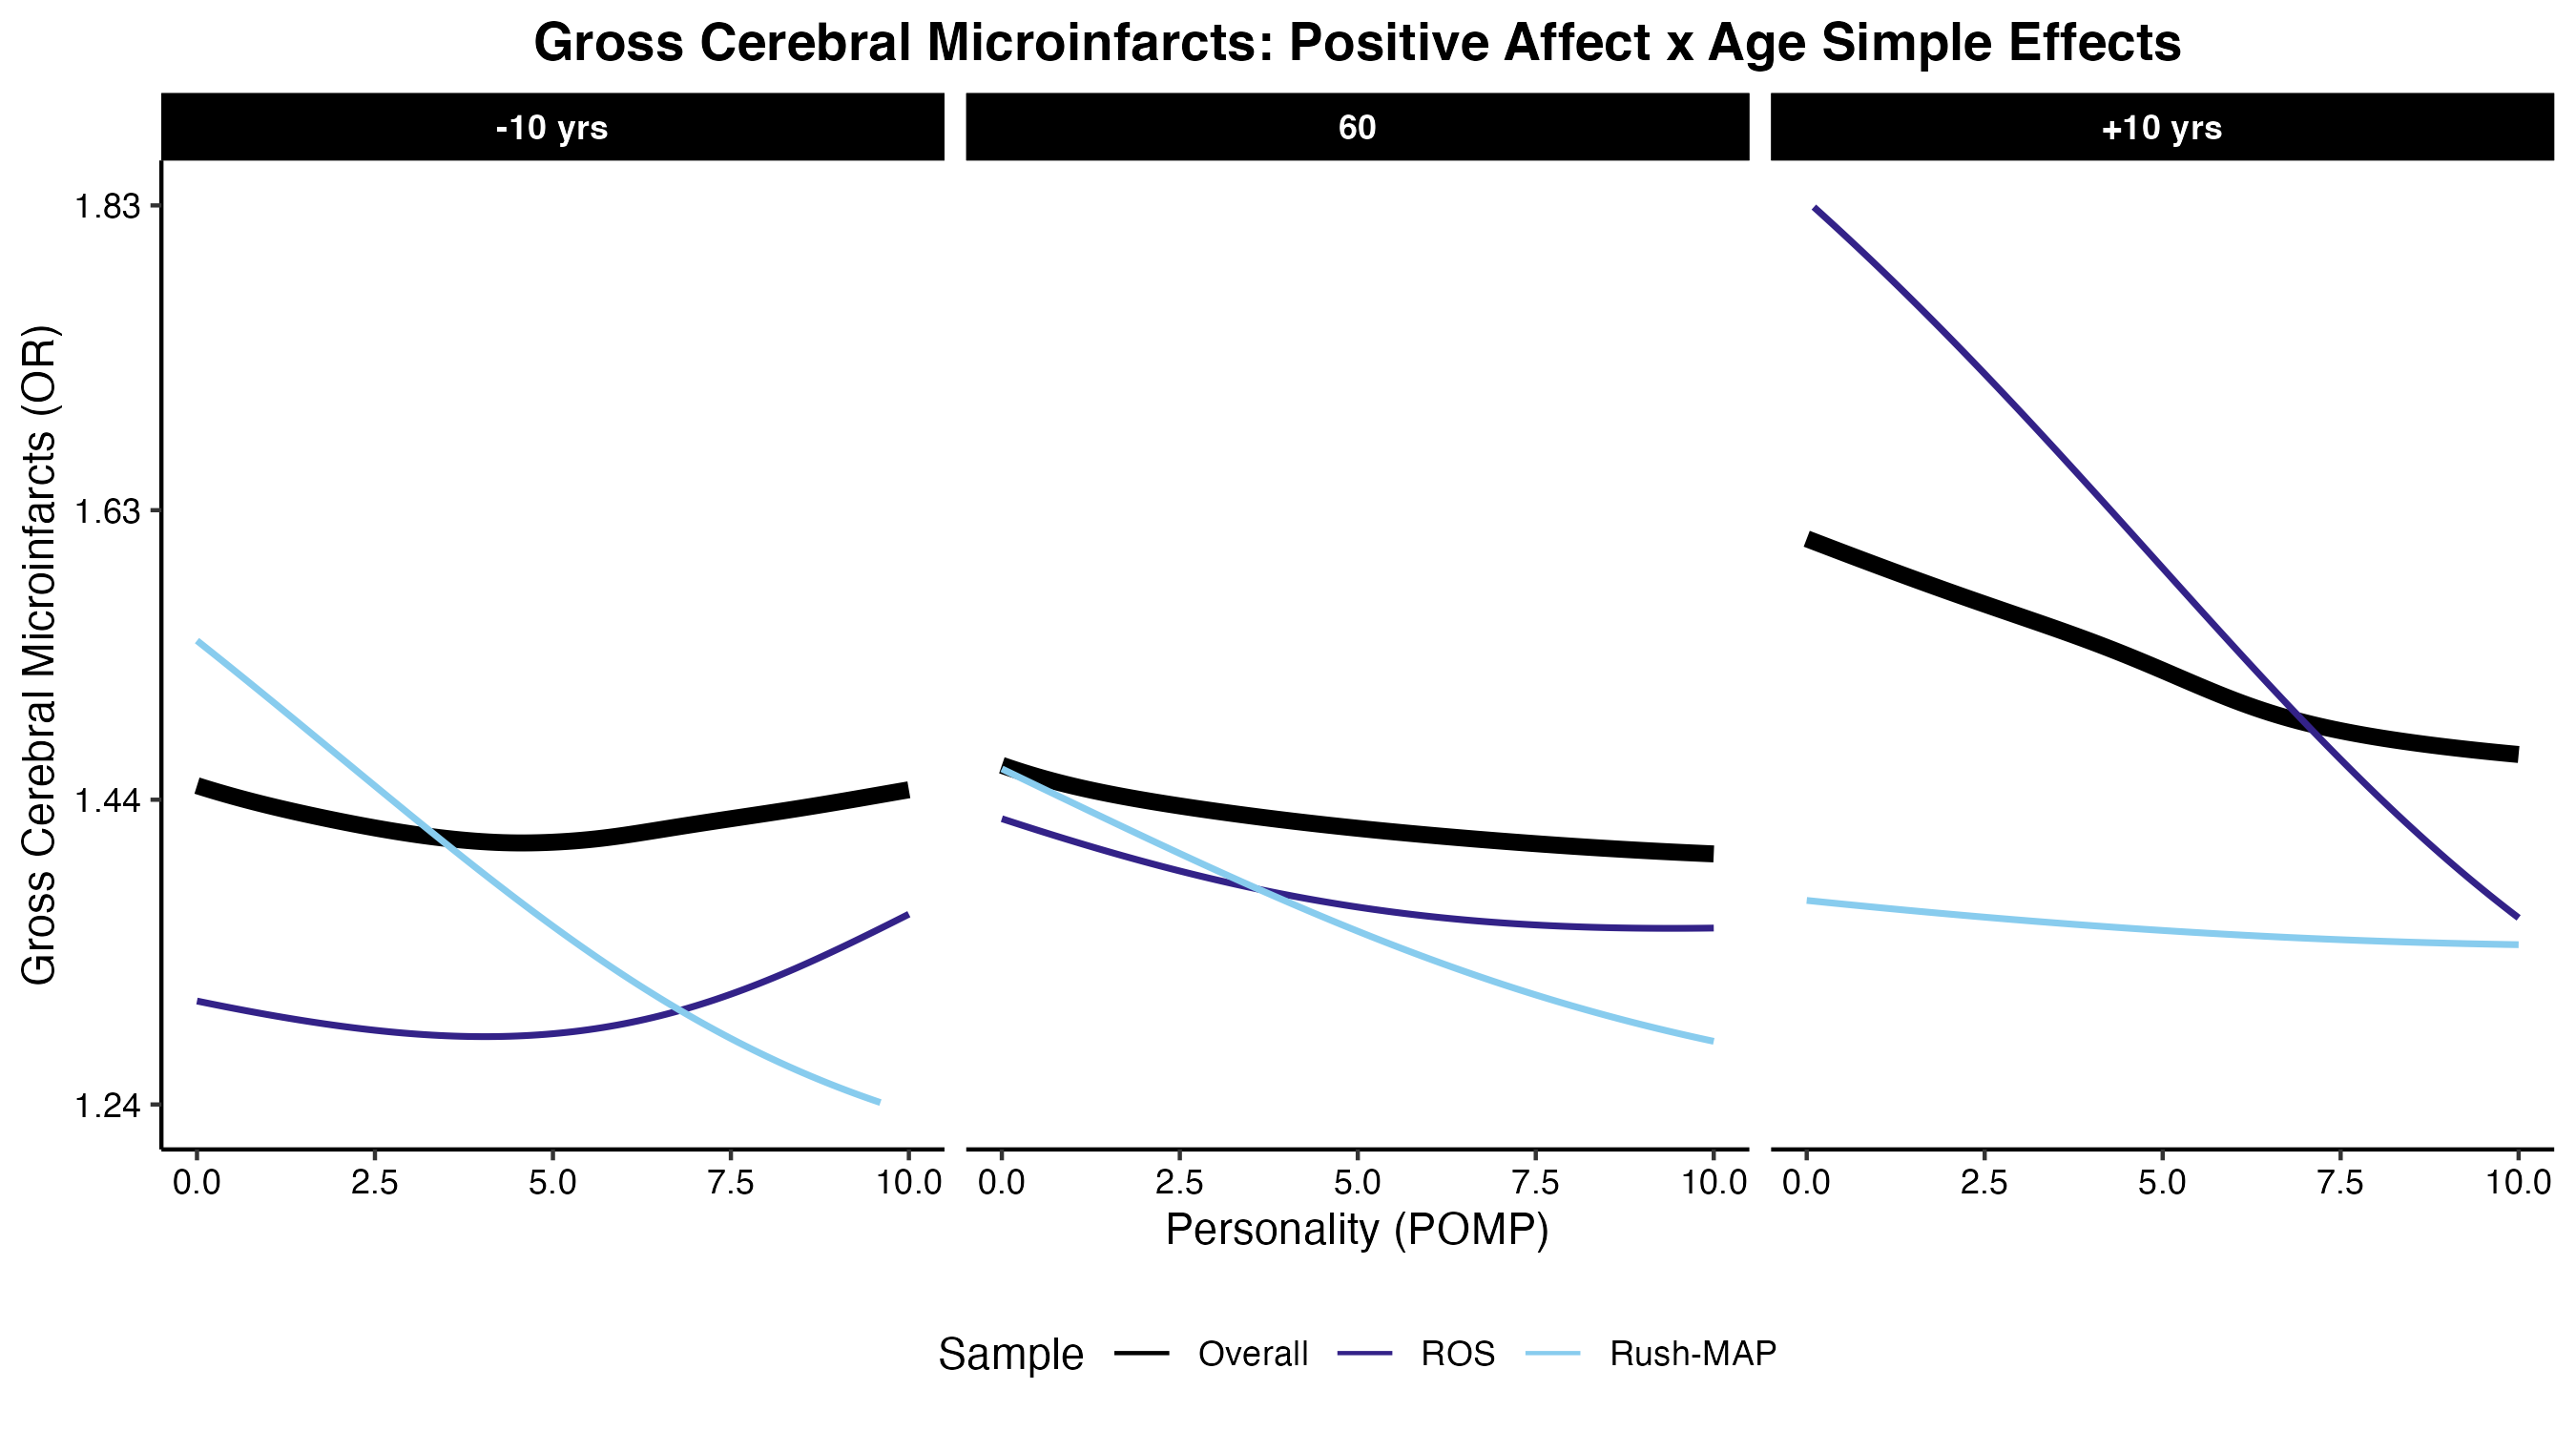 Gross Cerebral Microinfarcts: Positive Affect x Age Simple Effects
-10 yrs
60
+10 yrs
Gross Cerebral Microinfarcts (OR)
1.83
1.63
1.44
1.24
0.0 2.5 5.0 7.5 10.0
0.0 2.5 5.0 7.5 10.0
0.0 2.5 5.0 7.5 10.0
Personality (POMP)
Sample Overall ROS Rush-MAP